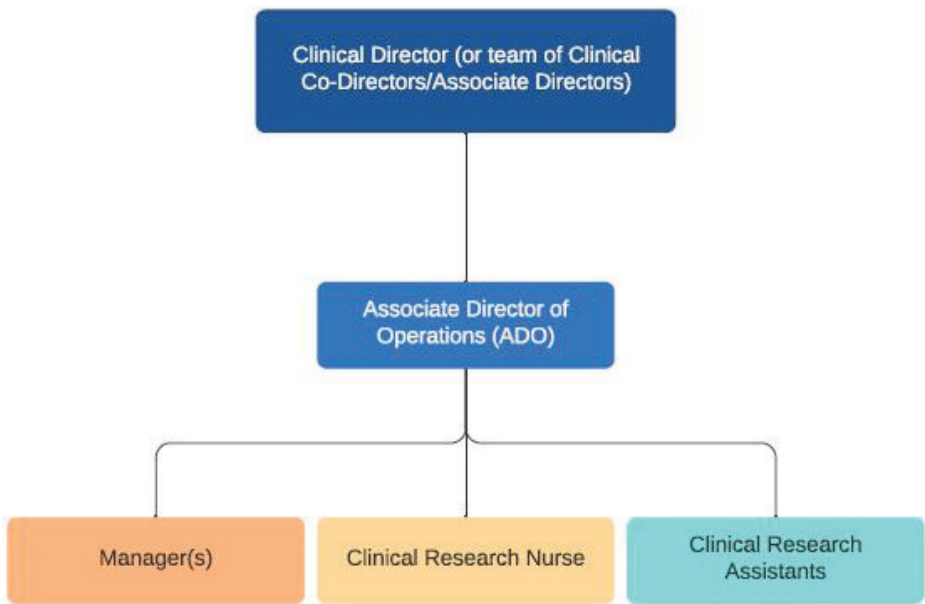 Clinical Director (or team of Clinical
Co-Directors/Associate Directors)
Associate Director of
Operations (ADO)
Manager(s)
Clinical Research Nurse
Clinical Research
Assistants